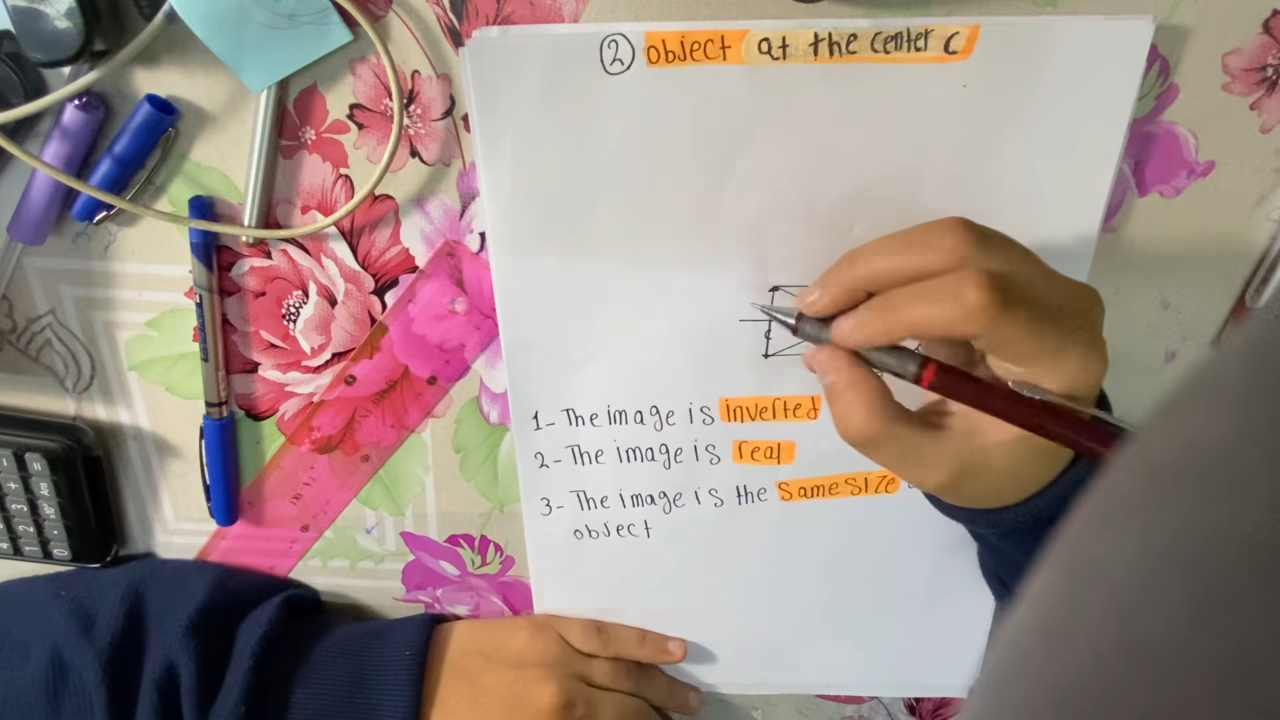 ② object at the center C
C
1- The image is inverted
2- The image is real
3- The image is the same size
object